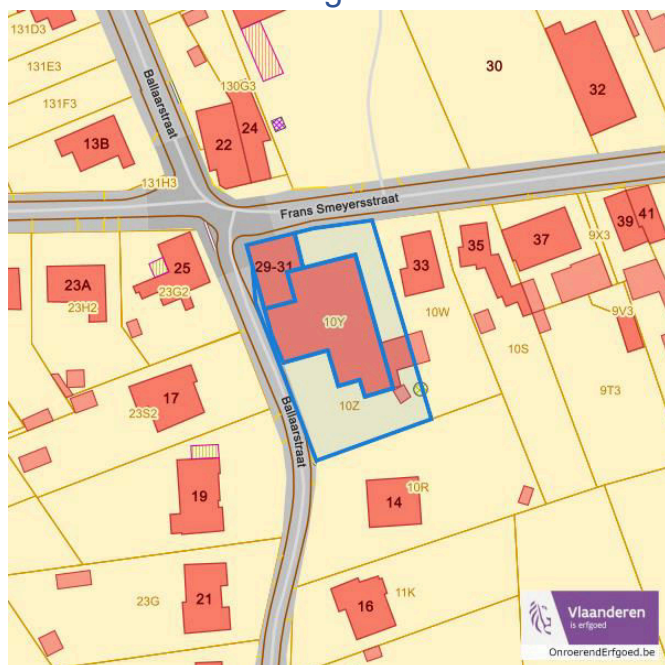 131D3
131E3
131F3
13B
131H3
Ballaarstraat
130G3
22
24
30
32
Frans Smeyersstraat
23A
23H2
25
23G2
29-31
10Y
33
10W
35
37
9X3
39
41
9V3
10S
9T3
17
23S2
Ballaarstraat
10Z
19
14
10R
23G
21
16
11K
Vlaanderen
is erfgoed
OnroerendErfgoed.be